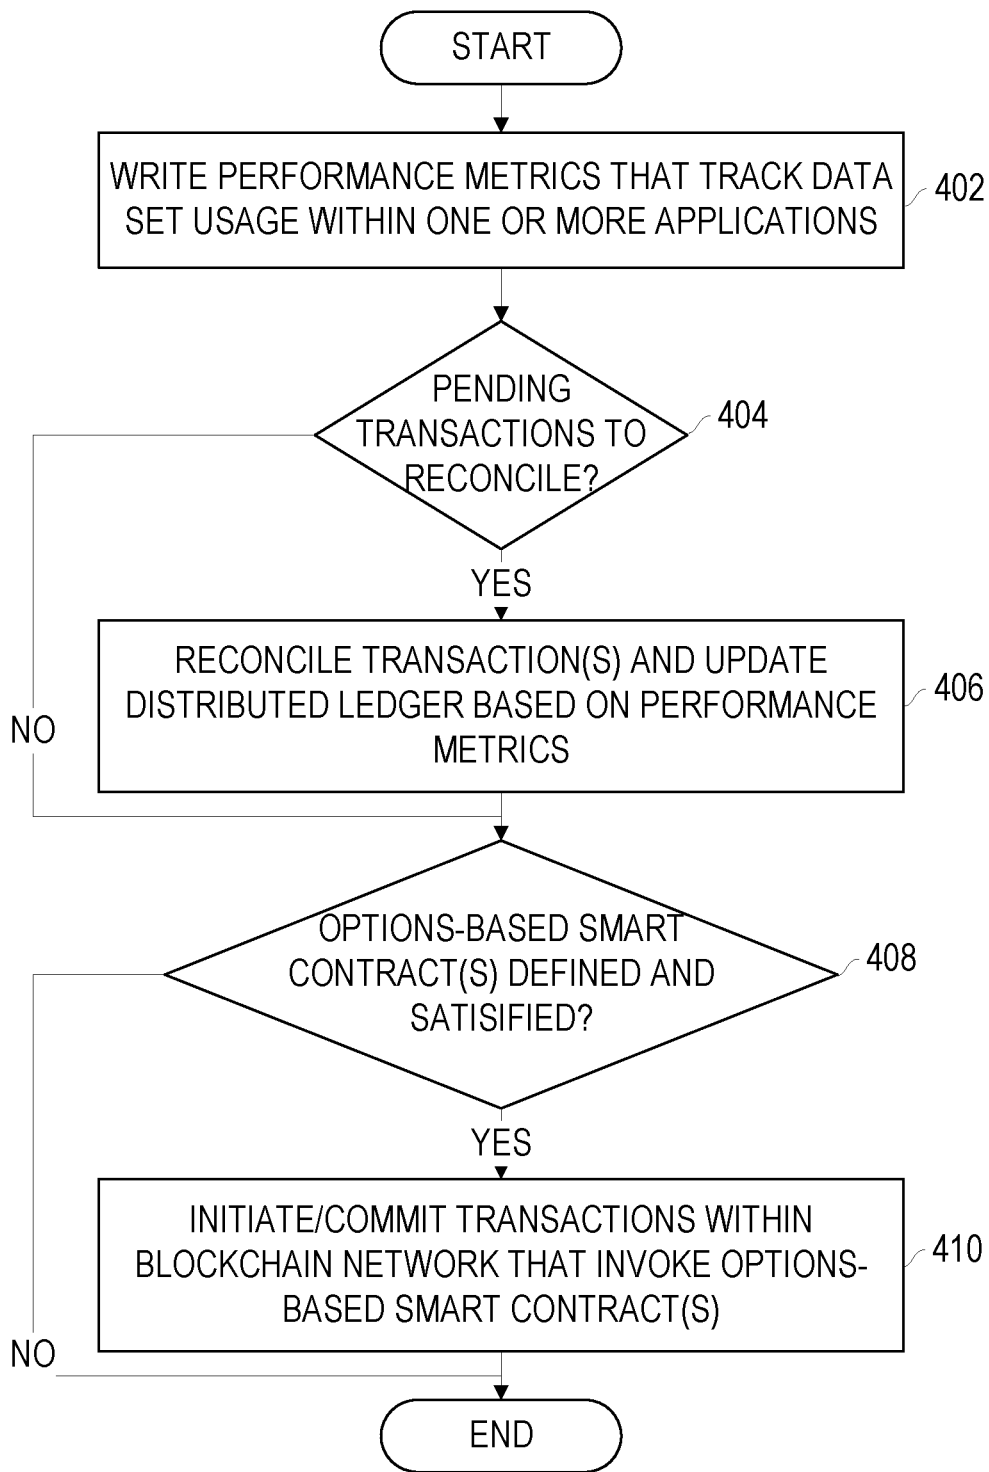 START
WRITE PERFORMANCE METRICS THAT TRACK DATA
SET USAGE WITHIN ONE OR MORE APPLICATIONS
402
PENDING
TRANSACTIONS TO
RECONCILE?
404
YES
RECONCILE TRANSACTION(S) AND UPDATE
DISTRIBUTED LEDGER BASED ON PERFORMANCE
METRICS
406
NO
OPTIONS-BASED SMART
CONTRACT(S) DEFINED AND
SATISIFIED?
408
YES
INITIATE/COMMIT TRANSACTIONS WITHIN
BLOCKCHAIN NETWORK THAT INVOKE OPTIONS-
BASED SMART CONTRACT(S)
410
NO
END